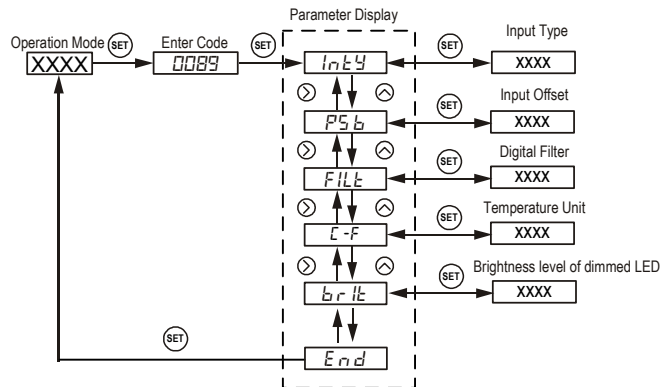 Parameter Display
Operation Mode SET Enter Code SET
XXXX 0089 IntY SET Input Type
XXXX
PSb SET Input Offset
XXXX
FILt SET Digital Filter
XXXX
C-F SET Temperature Unit
XXXX
brIt SET Brightness level of dimmed LED
XXXX
SET
End